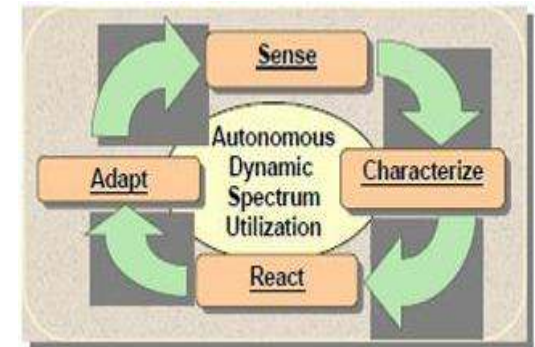 Sense
Autonomous
Dynamic
Spectrum
Utilization
Characterize
Adapt
React